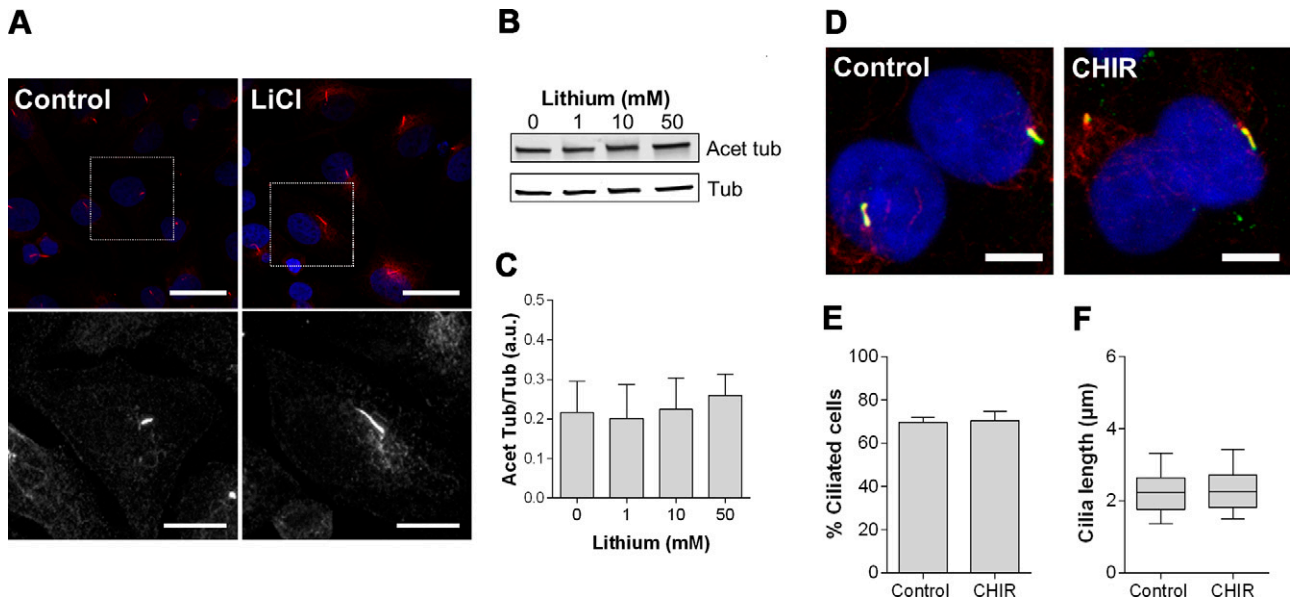 A
Control
LiCl
B
Lithium (mM)
0 1 10 50
Acet tub
Tub
C
Acet Tub/Tub (a.u.)
0.5
0.4
0.3
0.2
0.1
0.0
0 1 10 50
Lithium (mM)
D
Control
CHIR
E
% Ciliated cells
100
80
60
40
20
0
Control CHIR
F
Cilia length (µm)
6
4
2
0
Control CHIR